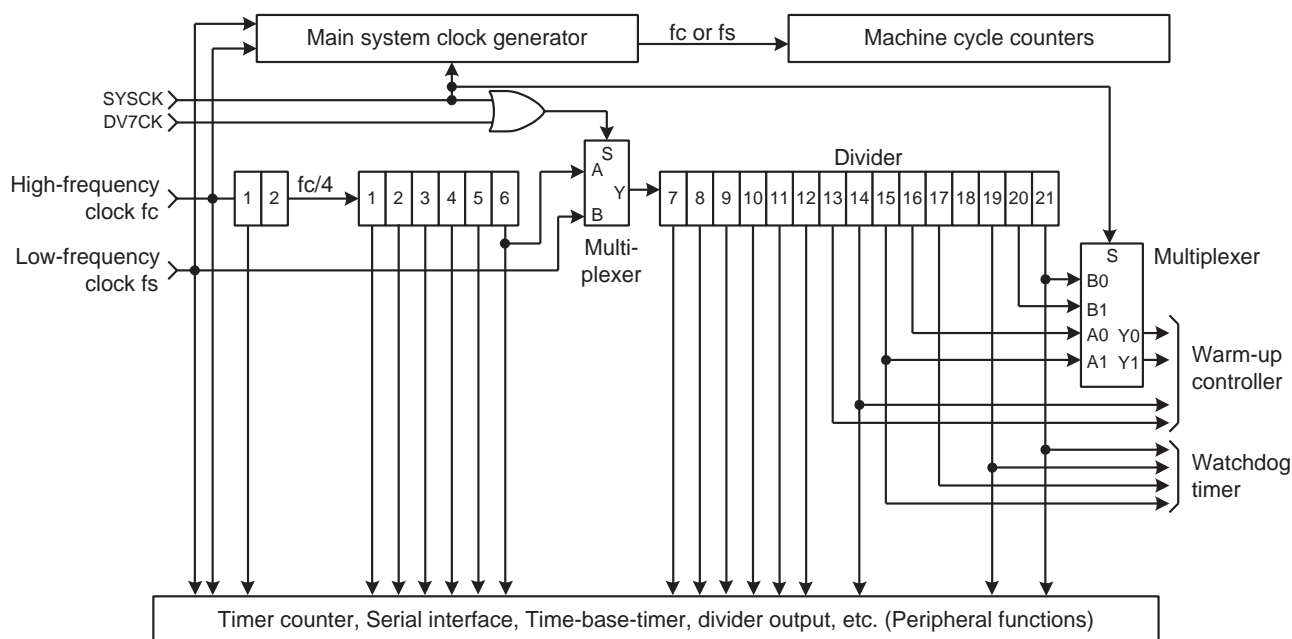 Main system clock generator
fc or fs
Machine cycle counters
SYSCK
DV7CK
High-frequency
clock fc
Low-frequency
clock fs
1 2
fc/4
1 2 3 4 5 6
S
A
B
Y
Multi-
plexer
Divider
7 8 9 10 11 12 13 14 15 16 17 18 19 20 21
S
B0
B1
A0 Y0
A1 Y1
Multiplexer
Warm-up
controller
Watchdog
timer
Timer counter, Serial interface, Time-base-timer, divider output, etc. (Peripheral functions)